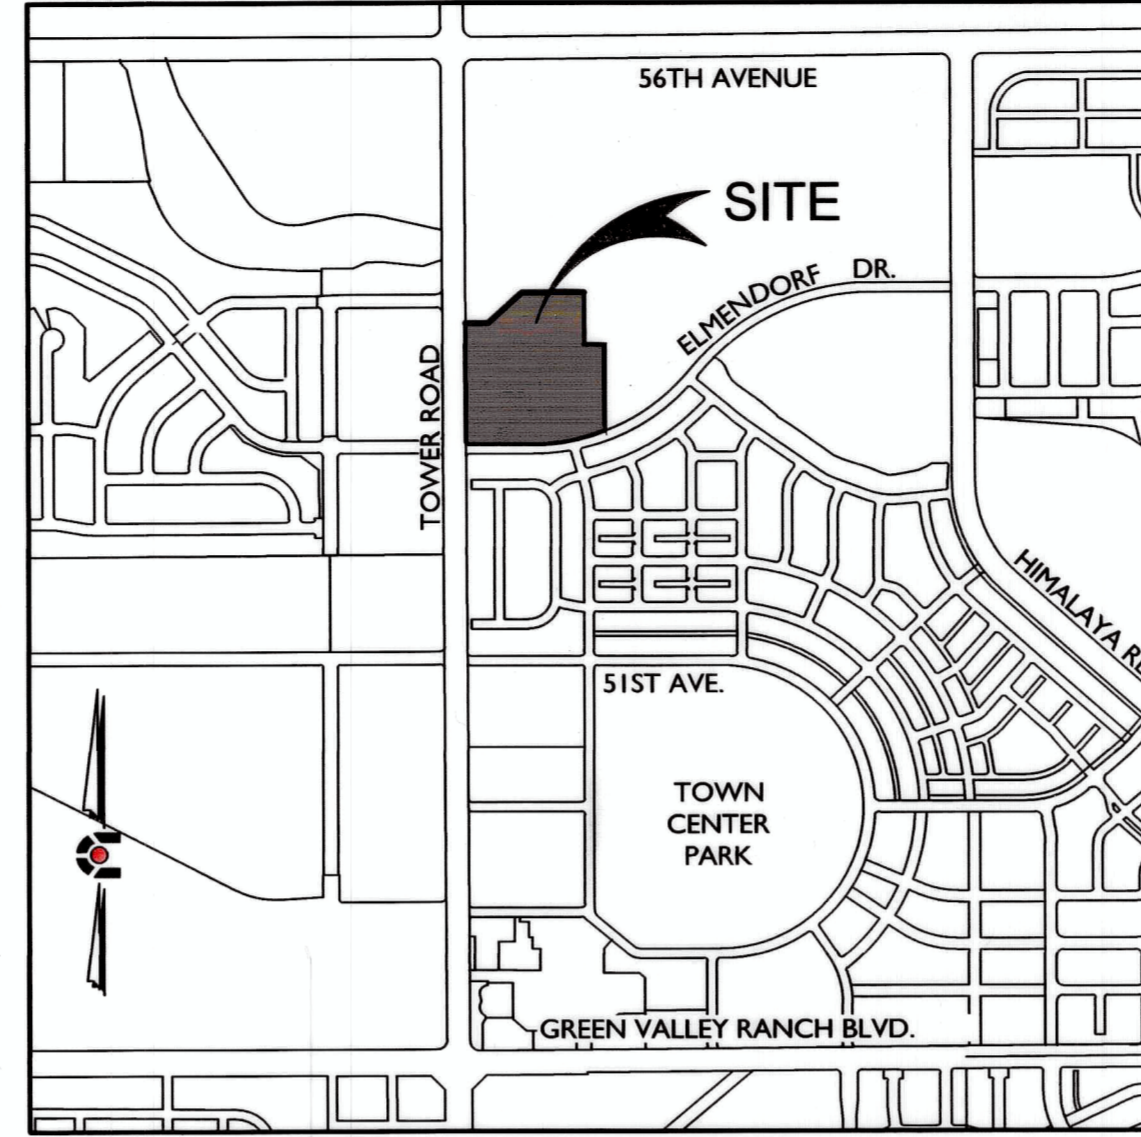 56TH AVENUE
SITE
ELMENDORF DR.
TOWER ROAD
HIMALAYA
51ST AVE.
TOWN
CENTER
PARK
GREEN VALLEY RANCH BLVD.